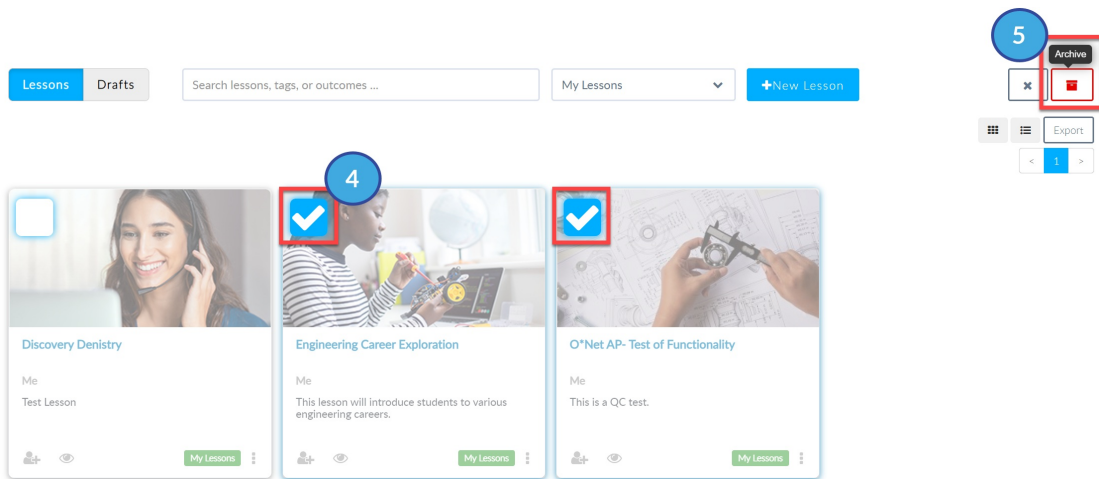 5
Archive
Lessons
Drafts
Search lessons, tags, or outcomes ...
My Lessons
+New Lesson
Export
< 1 >
4
Discovery Denistry
Me
Test Lesson
My Lessons
Engineering Career Exploration
Me
This lesson will introduce students to various
engineering careers.
My Lessons
O*Net AP- Test of Functionality
Me
This is a QC test.
My Lessons